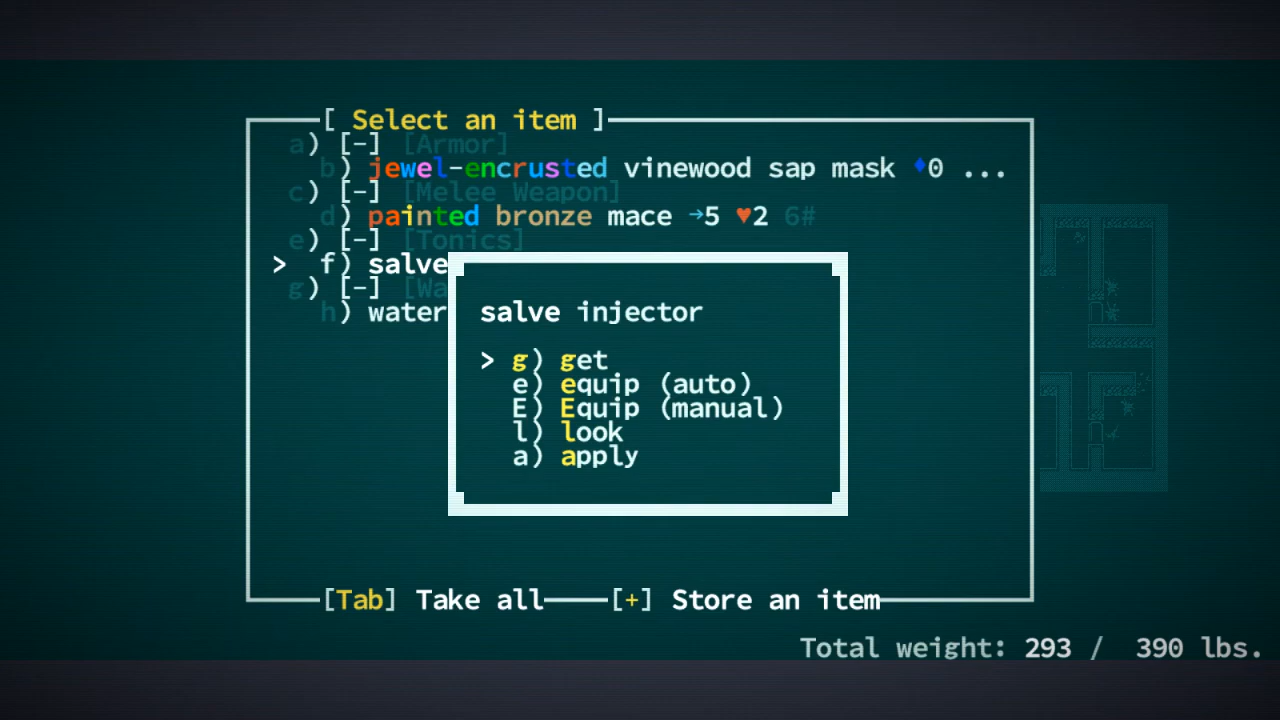 [ Select an item ]
a) [-] [Armor]
b) jewel-encrusted vinewood sap mask ♦0 ...
c) [-] [Melee Weapon]
d) painted bronze mace →5 ♥2 6#
e) [-] [Tonics]
> f) salve
g) [-] [Wa
h) water
salve injector
> g) get
e) equip (auto)
E) Equip (manual)
l) look
a) apply
[Tab] Take all [+] Store an item
Total weight: 293 / 390 lbs.